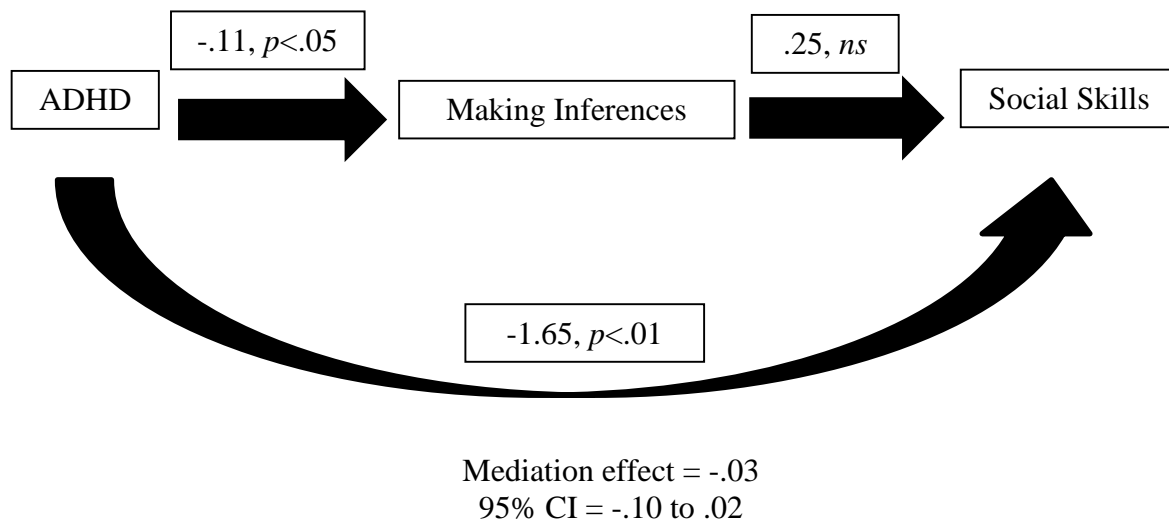 -.11, p<.05
.25, ns
ADHD
Making Inferences
Social Skills
-1.65, p<.01
Mediation effect = -.03
95% CI = -.10 to .02